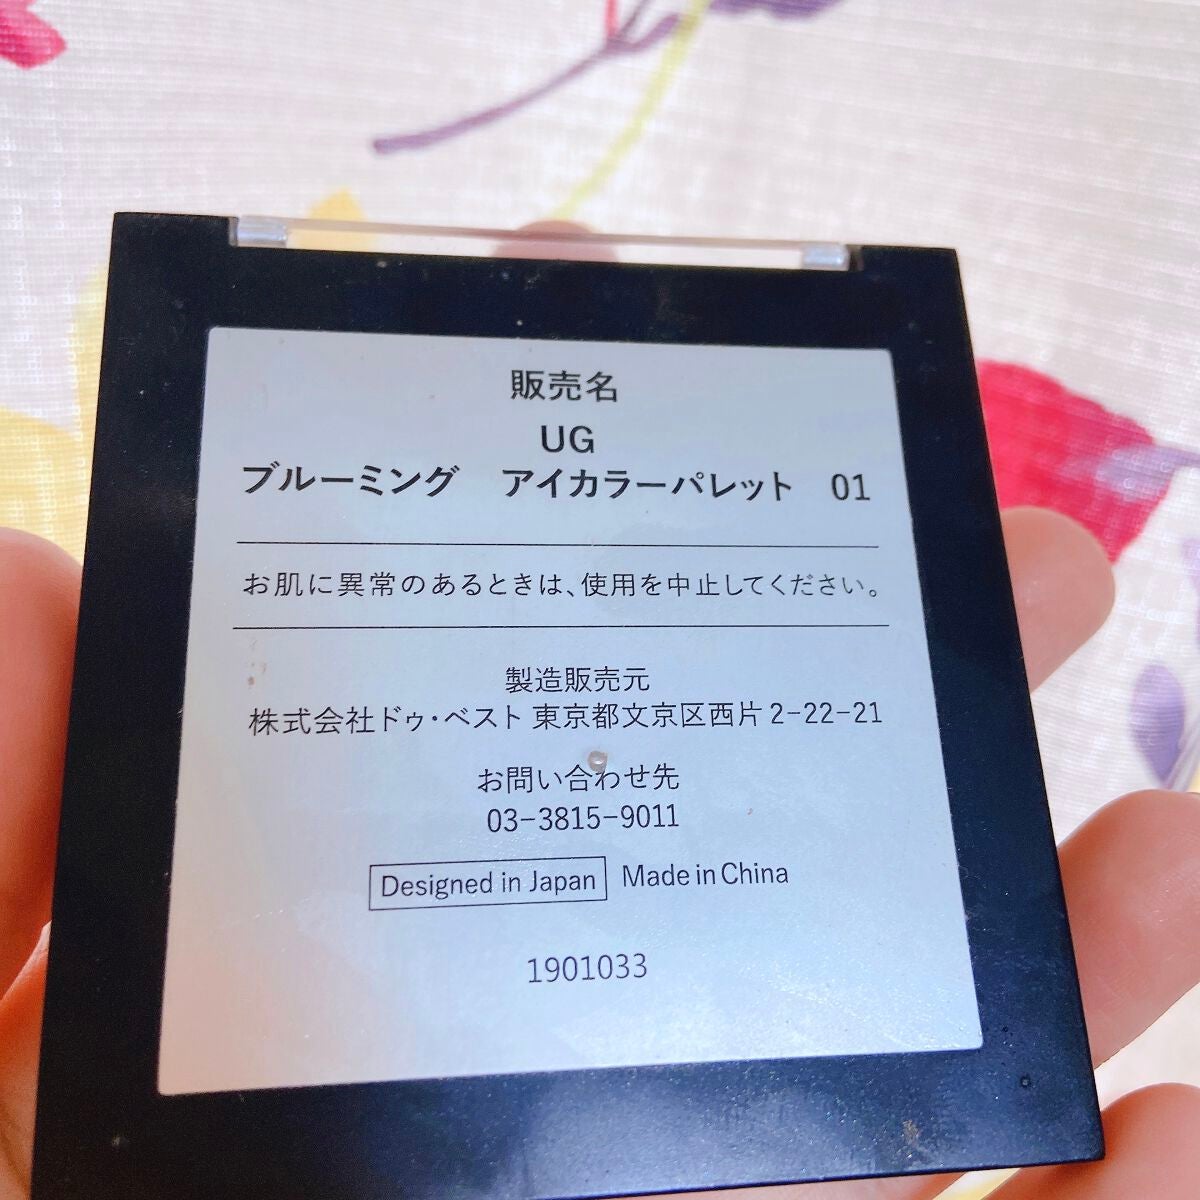 販売名
UG
ブルーミング　アイカラーパレット　01
お肌に異常のあるときは、使用を中止してください。
製造販売元
株式会社ドゥ・ベスト 東京都文京区西片2-22-21
お問い合わせ先
03-3815-9011
Designed in Japan Made in China
1901033